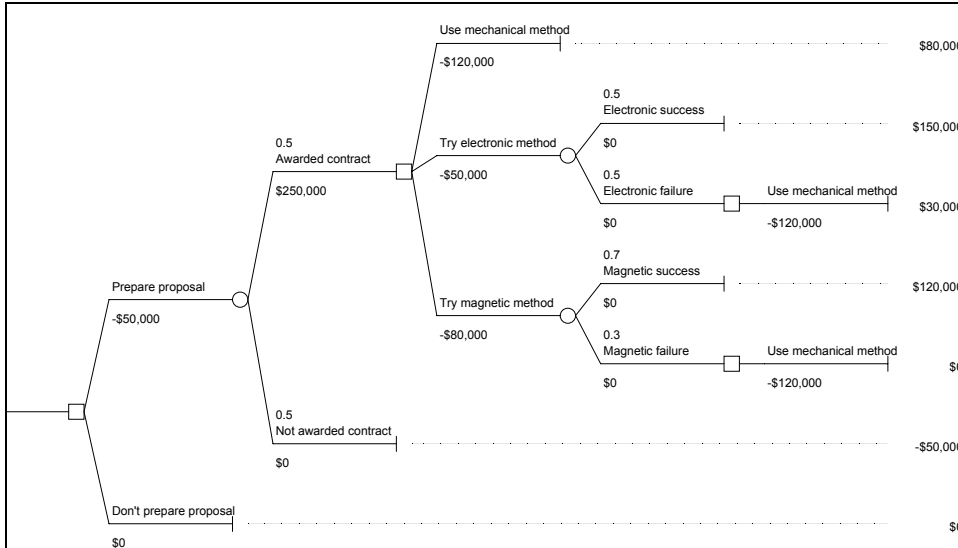 Use mechanical method
$80,000
-$120,000
0.5
Electronic success
$150,000
0.5
$0
Awarded contract
Try electronic method
$250,000
-$50,000
0.5
Electronic failure
Use mechanical method
$30,000
$0
-$120,000
0.7
Magnetic success
$120,000
Prepare proposal
Try magnetic method
$0
-$50,000
-$80,000
0.3
Magnetic failure
Use mechanical method
$0
$0
-$120,000
0.5
Not awarded contract
-$50,000
$0
Don't prepare proposal
$0
$0